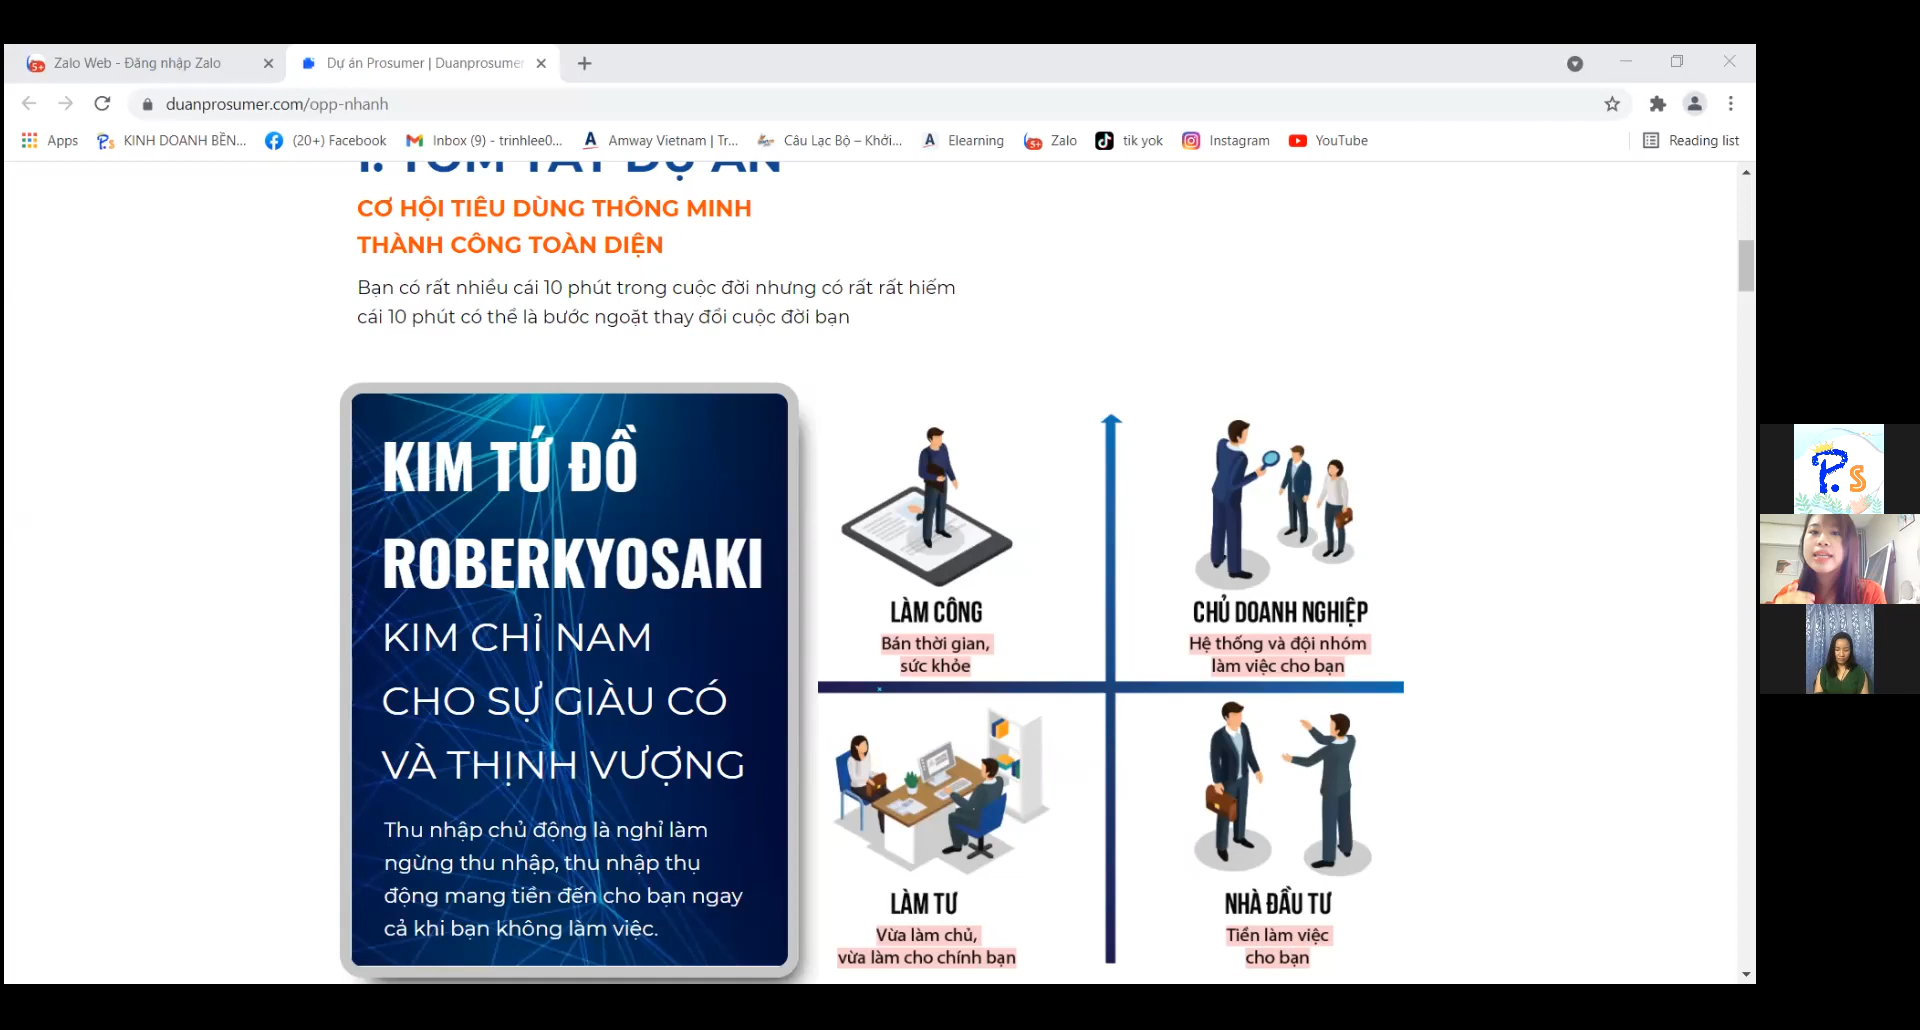 Zalo Web - Đăng nhập Zalo
Dự án Prosumer | Duanprosumer
duanprosumer.com/opp-nhanh
Apps
P.s
KINH DOANH BỀN...
(20+) Facebook
Inbox (9) - trinhlee0...
Amway Vietnam | Tr...
Câu Lạc Bộ – Khởi...
Elearning
Zalo
tik yok
Instagram
YouTube
Reading list
1. TÓM TẮT DỰ ÁN
CƠ HỘI TIÊU DÙNG THÔNG MINH
THÀNH CÔNG TOÀN DIỆN
Bạn có rất nhiều cái 10 phút trong cuộc đời nhưng có rất rất hiếm
cái 10 phút có thể là bước ngoặt thay đổi cuộc đời bạn
KIM TỨ ĐỒ
ROBERKYOSAKI
KIM CHỈ NAM
CHO SỰ GIÀU CÓ
VÀ THỊNH VƯỢNG
Thu nhập chủ động là nghỉ làm
ngừng thu nhập, thu nhập thụ
động mang tiền đến cho bạn ngay
cả khi bạn không làm việc.
LÀM CÔNG
Bán thời gian,
sức khỏe
CHỦ DOANH NGHIỆP
Hệ thống và đội nhóm
làm việc cho bạn
LÀM TƯ
Vừa làm chủ,
vừa làm cho chính bạn
NHÀ ĐẦU TƯ
Tiền làm việc
cho bạn
P.s